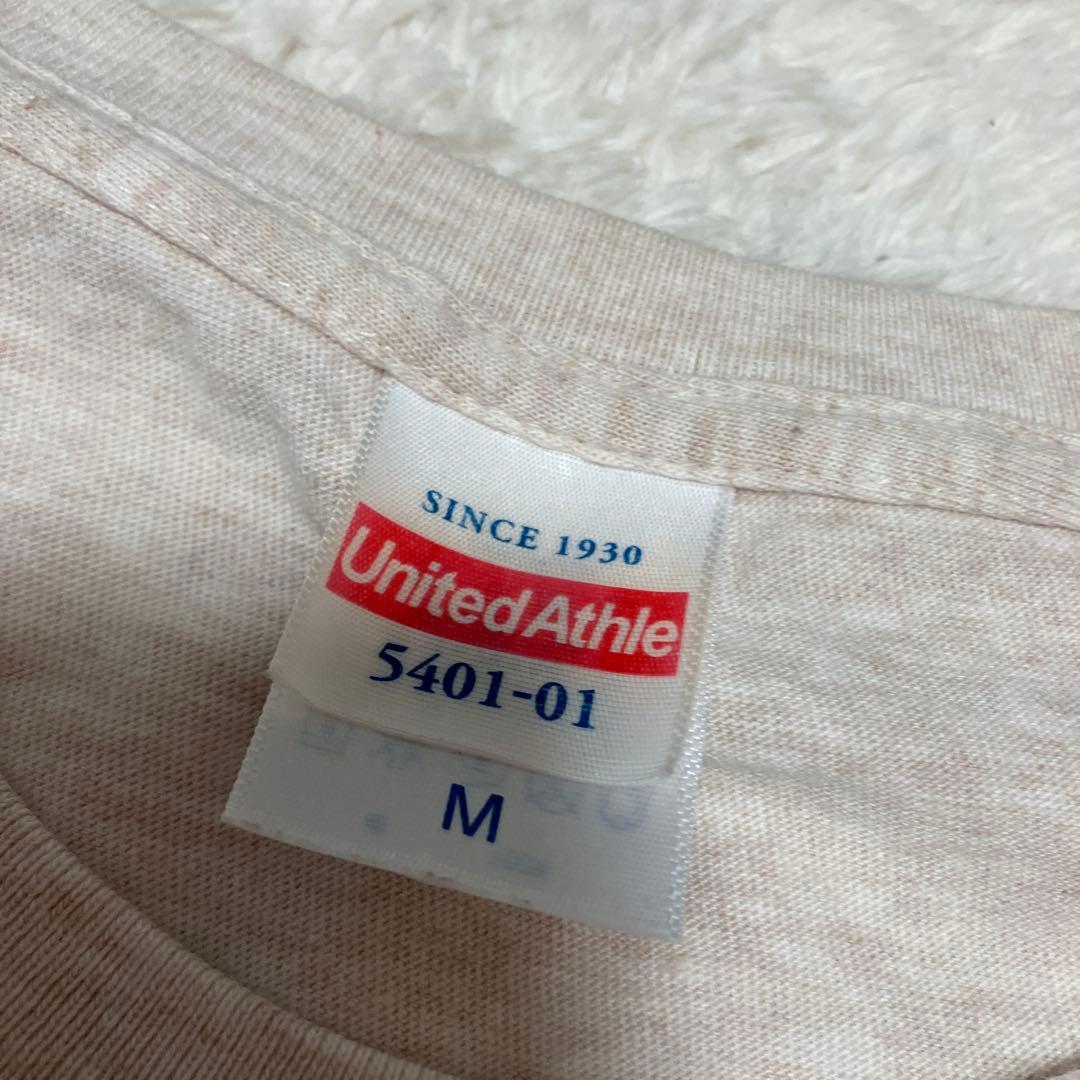 SINCE 1930
UnitedAthle
5401-01
M